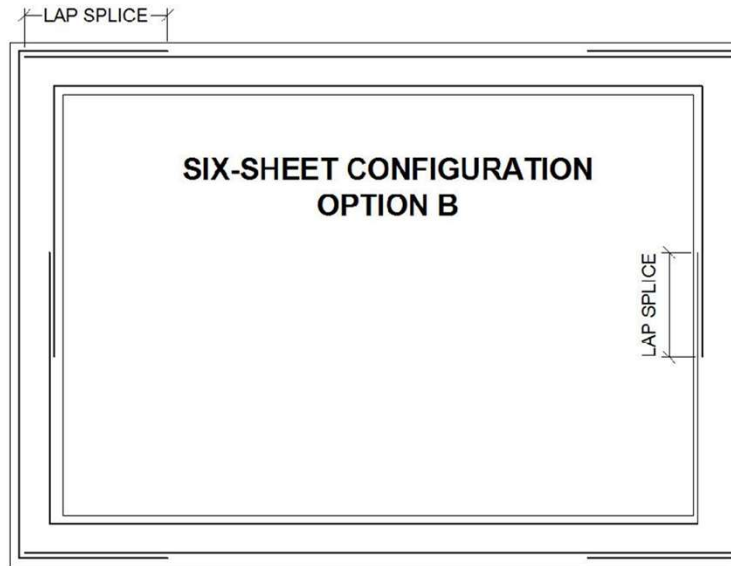 LAP SPLICE
SIX-SHEET CONFIGURATION
OPTION B
LAP SPLICE